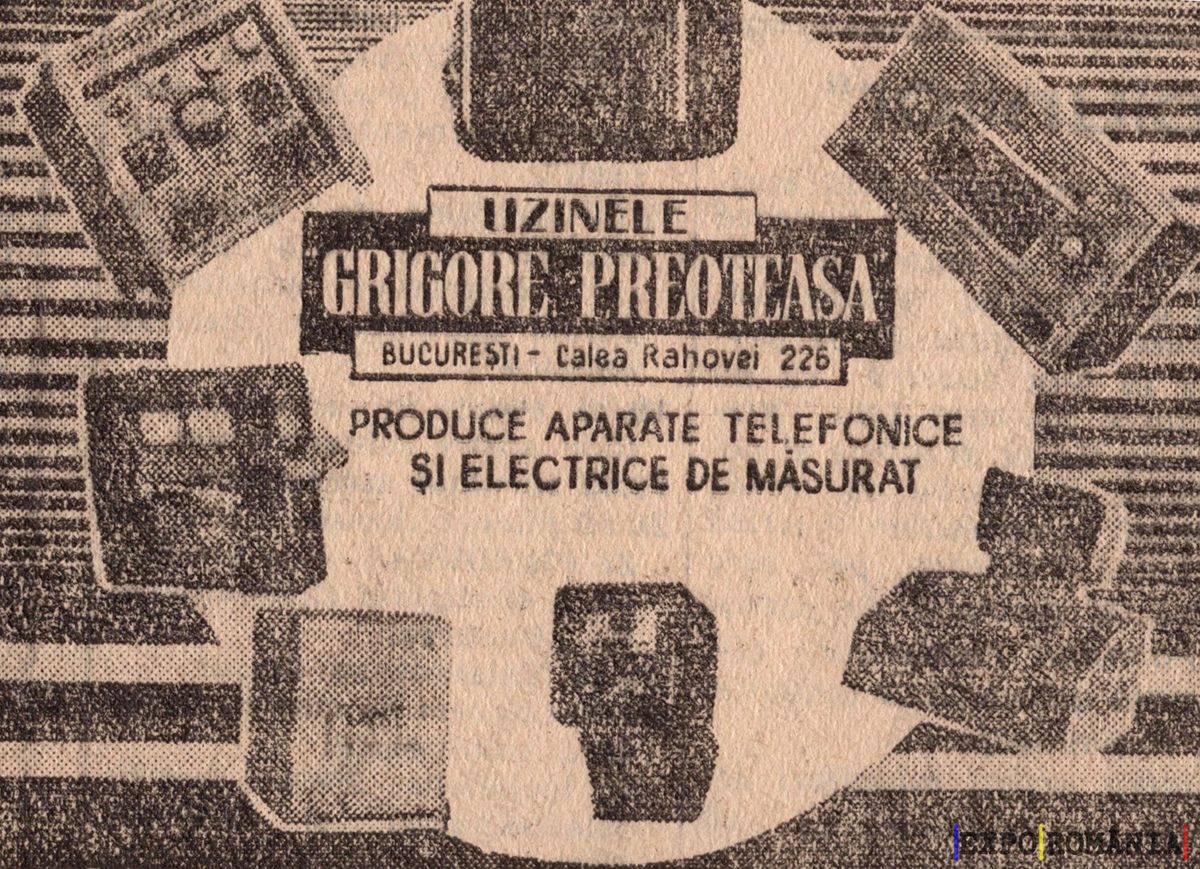 UZINELE
"GRIGORE PREOTEASA"
BUCUREȘTI - Calea Rahovei 226
PRODUCE APARATE TELEFONICE
ȘI ELECTRICE DE MĂSURAT
EXPO ROMÂNIA